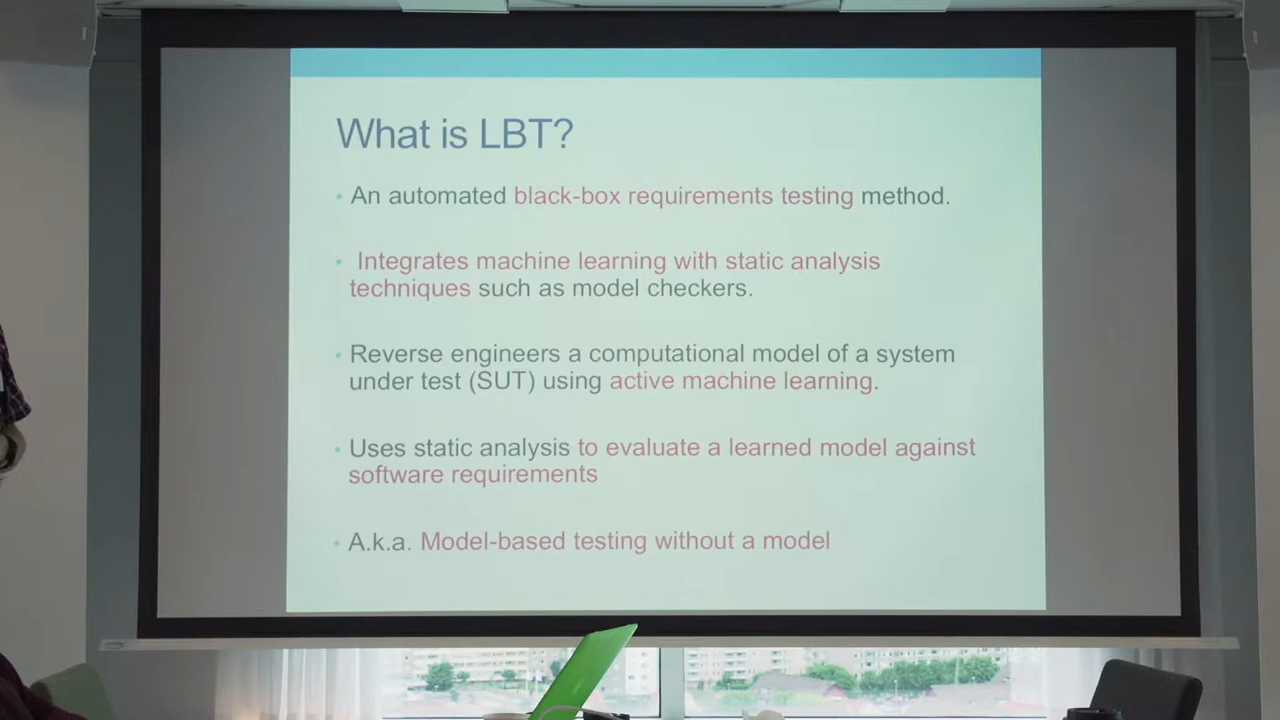 What is LBT?
• An automated black-box requirements testing method.
• Integrates machine learning with static analysis
techniques such as model checkers.
• Reverse engineers a computational model of a system
under test (SUT) using active machine learning.
• Uses static analysis to evaluate a learned model against
software requirements
• A.k.a. Model-based testing without a model